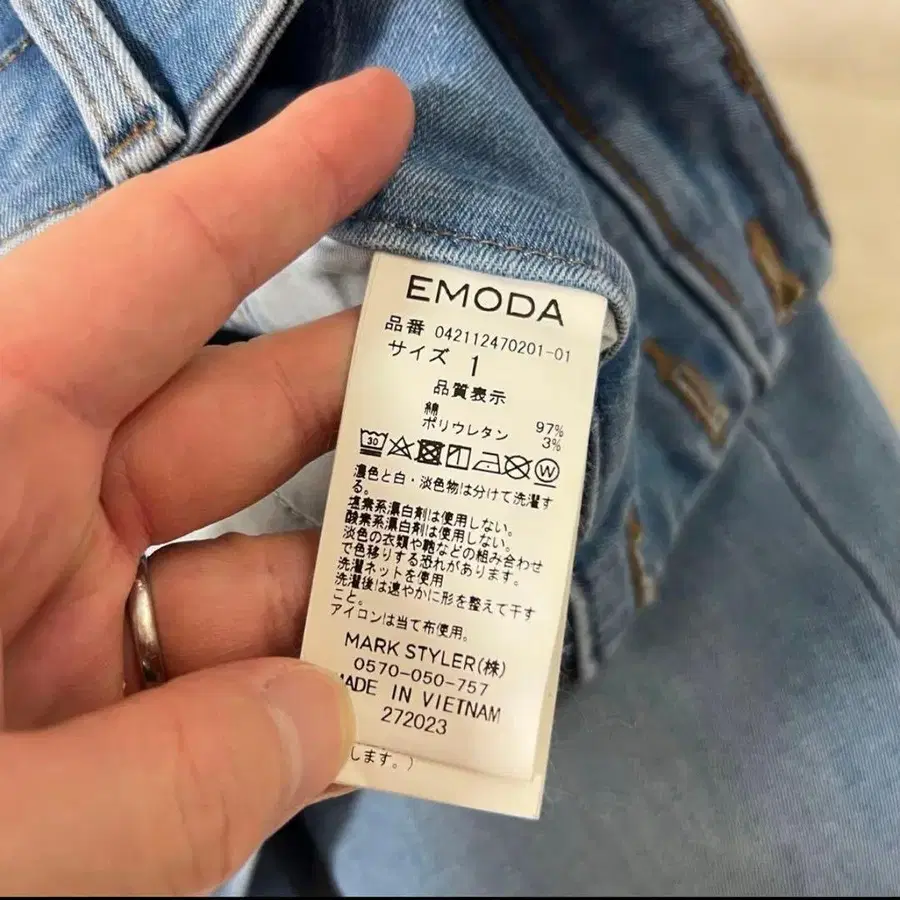 EMODA
品番 042112470201-01
サイズ 1
品質表示
綿 97%
ポリウレタン 3%
30
W
濃色と白・淡色物は分けて洗濯す
る。
塩素系漂白剤は使用しない。
酸素系漂白剤は使用しない。
淡色の衣類や鞄などの組み合わせ
で色移りする恐れがあります。
洗濯ネットを使用
洗濯後は速やかに形を整えて干す
こと。
アイロンは当て布使用。
MARK STYLER(株)
0570-050-757
MADE IN VIETNAM
272023
します。)